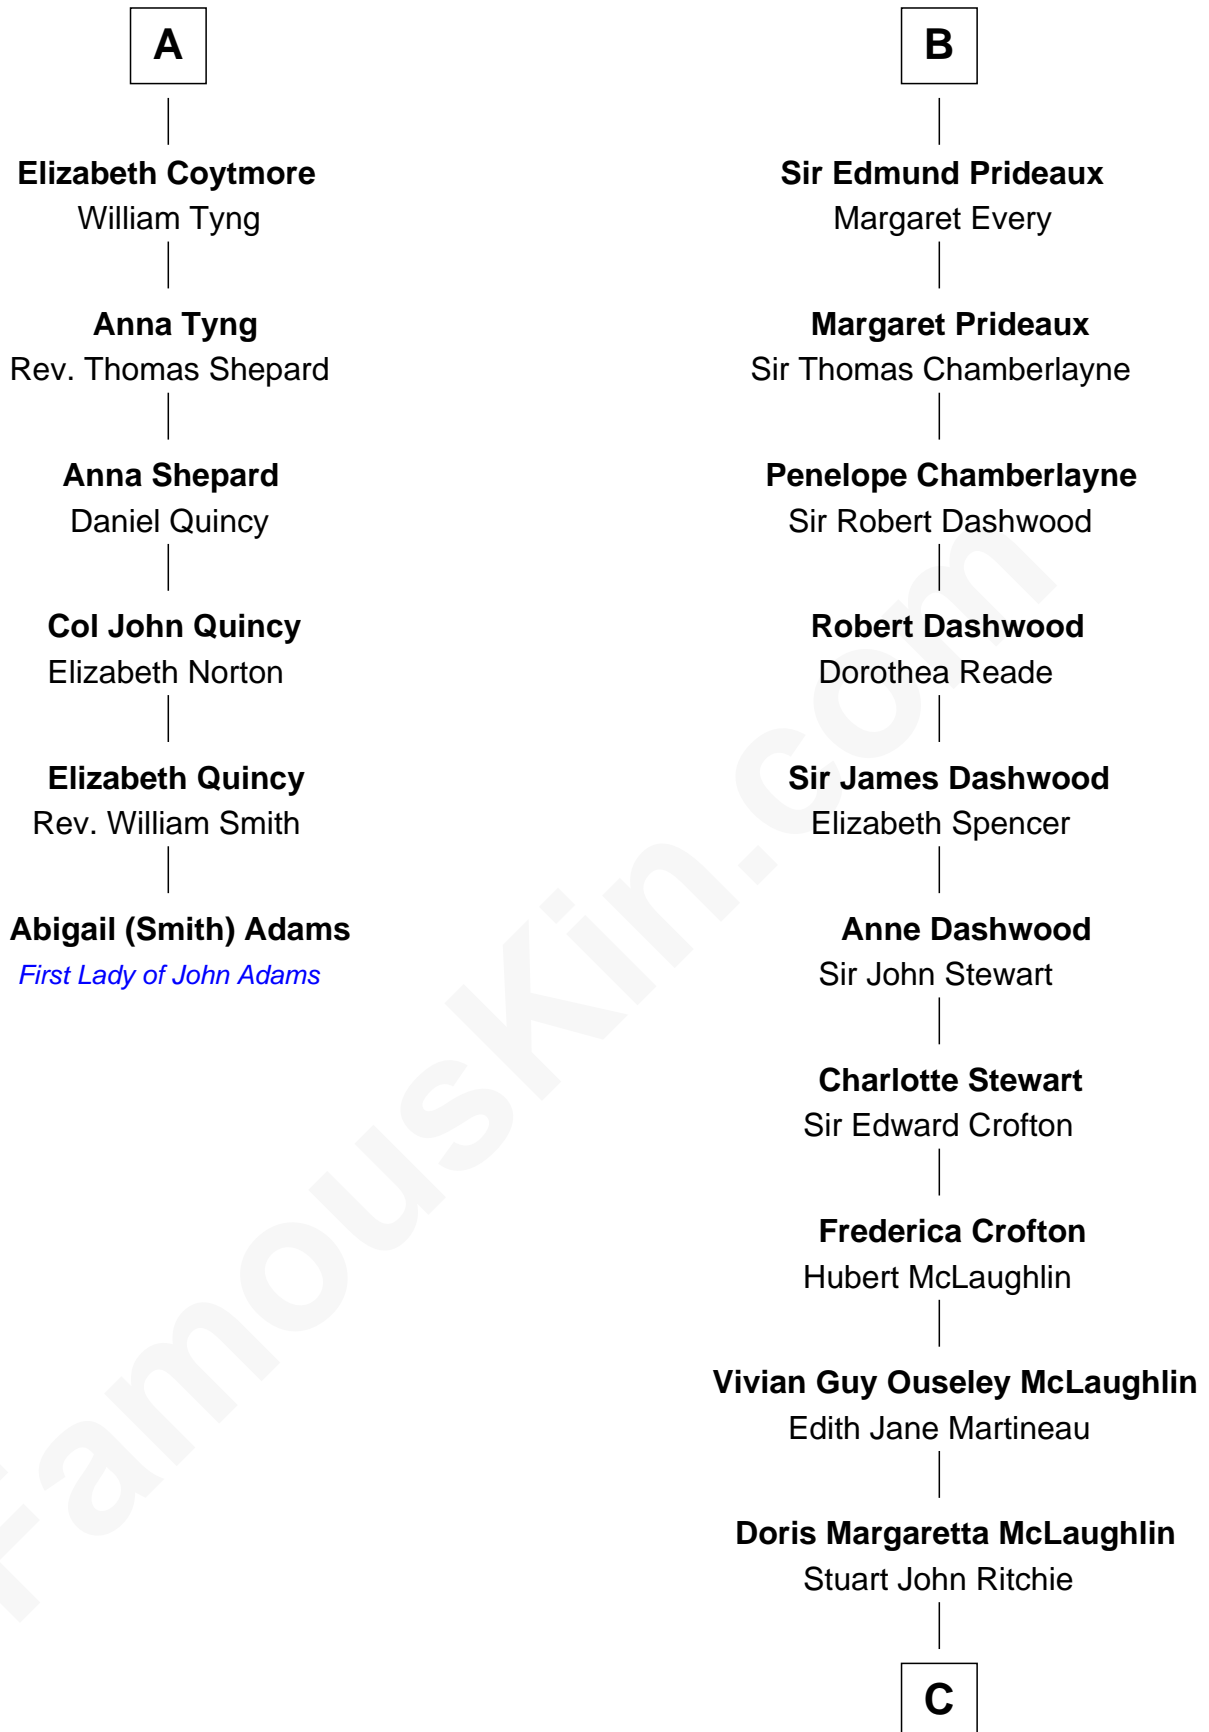 A
Elizabeth Coytmore
William Tyng
Anna Tyng
Rev. Thomas Shepard
Anna Shepard
Daniel Quincy
Col John Quincy
Elizabeth Norton
Elizabeth Quincy
Rev. William Smith
Abigail (Smith) Adams
First Lady of John Adams
B
Sir Edmund Prideaux
Margaret Every
Margaret Prideaux
Sir Thomas Chamberlayne
Penelope Chamberlayne
Sir Robert Dashwood
Robert Dashwood
Dorothea Reade
Sir James Dashwood
Elizabeth Spencer
Anne Dashwood
Sir John Stewart
Charlotte Stewart
Sir Edward Crofton
Frederica Crofton
Hubert McLaughlin
Vivian Guy Ouseley McLaughlin
Edith Jane Martineau
Doris Margaretta McLaughlin
Stuart John Ritchie
C
FamousKin.com